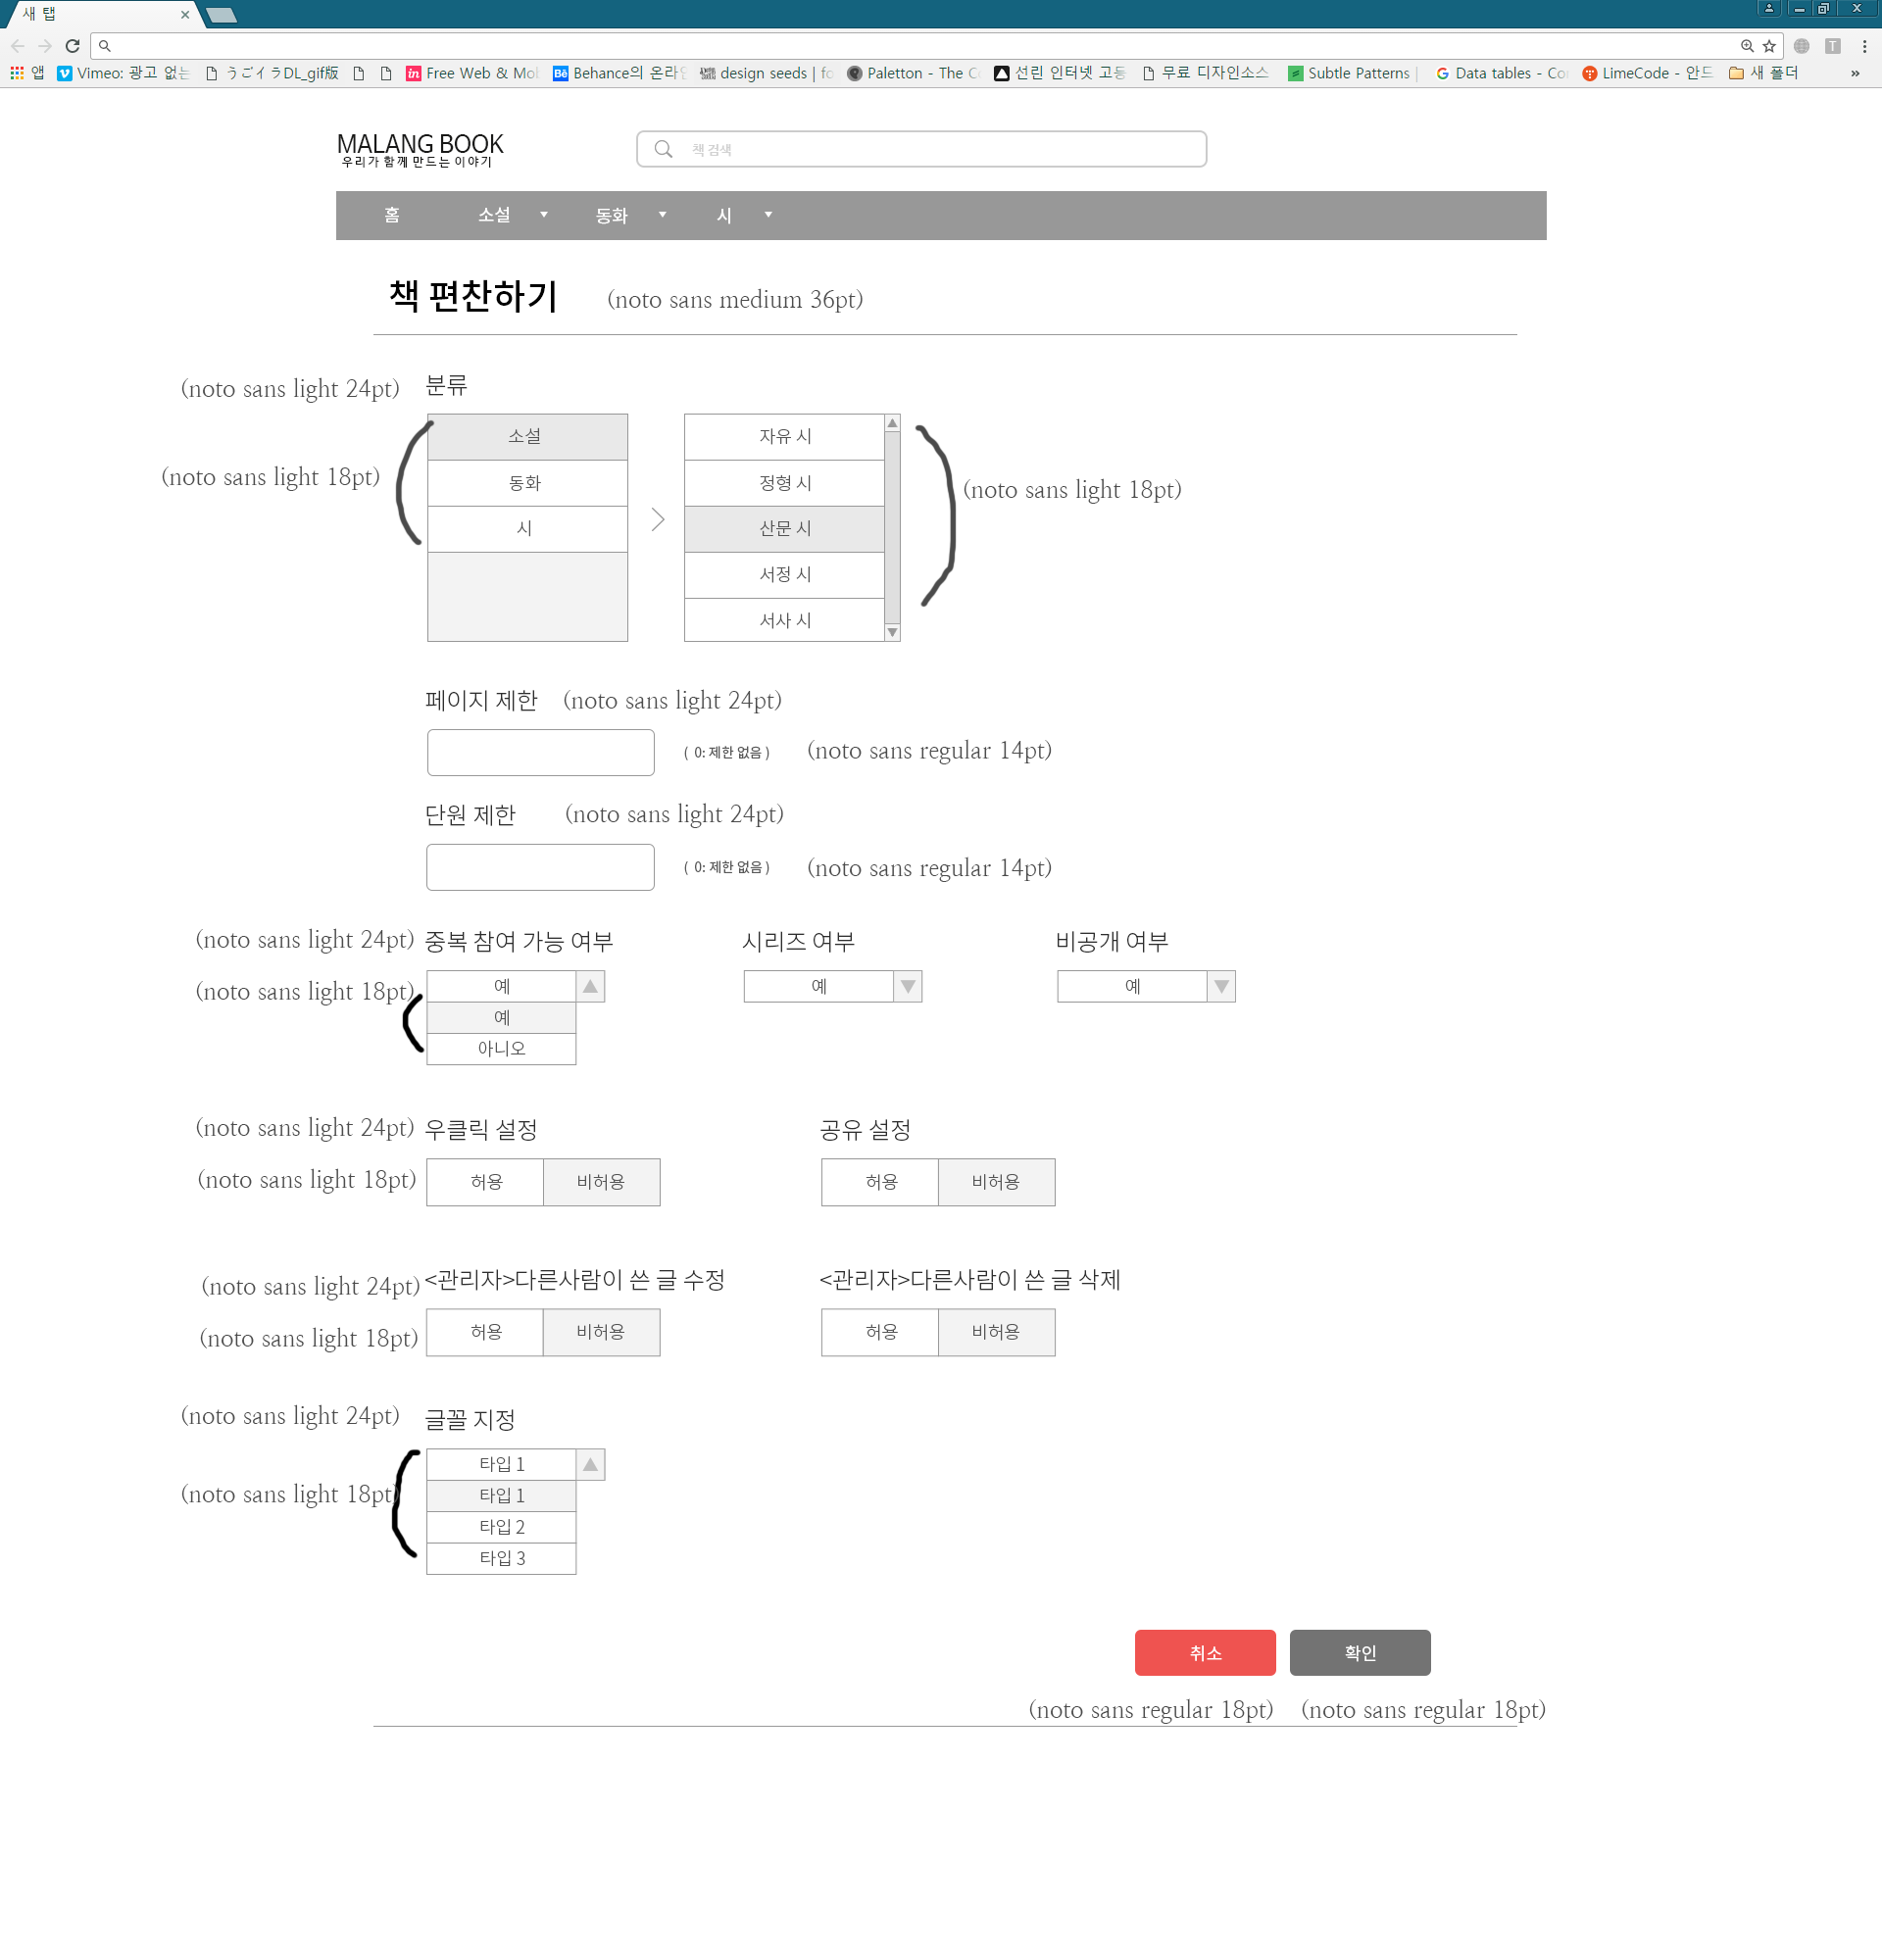 새 탭
앱 Vimeo: 광고 없는 うごイラDL_gif版 Free Web & Mo Behance의 온라인 design seeds | fo Paletton - The C 선린 인터넷 고등 무료 디자인소스 Subtle Patterns | Data tables - Co LimeCode - 안드 새 폴더 »
MALANG BOOK
우리가 함께 만드는 이야기
책 검색
홈 소설 동화 시
책 편찬하기 (noto sans medium 36pt)
(noto sans light 24pt) 분류
소설 자유 시
(noto sans light 18pt) 동화 정형 시 (noto sans light 18pt)
시 > 산문 시
서정 시
서사 시
페이지 제한 (noto sans light 24pt)
( 0: 제한 없음 ) (noto sans regular 14pt)
단원 제한 (noto sans light 24pt)
( 0: 제한 없음 ) (noto sans regular 14pt)
(noto sans light 24pt) 중복 참여 가능 여부 시리즈 여부 비공개 여부
(noto sans light 18pt) 예 예 예
예
아니오
(noto sans light 24pt) 우클릭 설정 공유 설정
(noto sans light 18pt) 허용 비허용 허용 비허용
(noto sans light 24pt) <관리자>다른사람이 쓴 글 수정 <관리자>다른사람이 쓴 글 삭제
(noto sans light 18pt) 허용 비허용 허용 비허용
(noto sans light 24pt) 글꼴 지정
타입 1
(noto sans light 18pt) 타입 1
타입 2
타입 3
취소 확인
(noto sans regular 18pt) (noto sans regular 18pt)